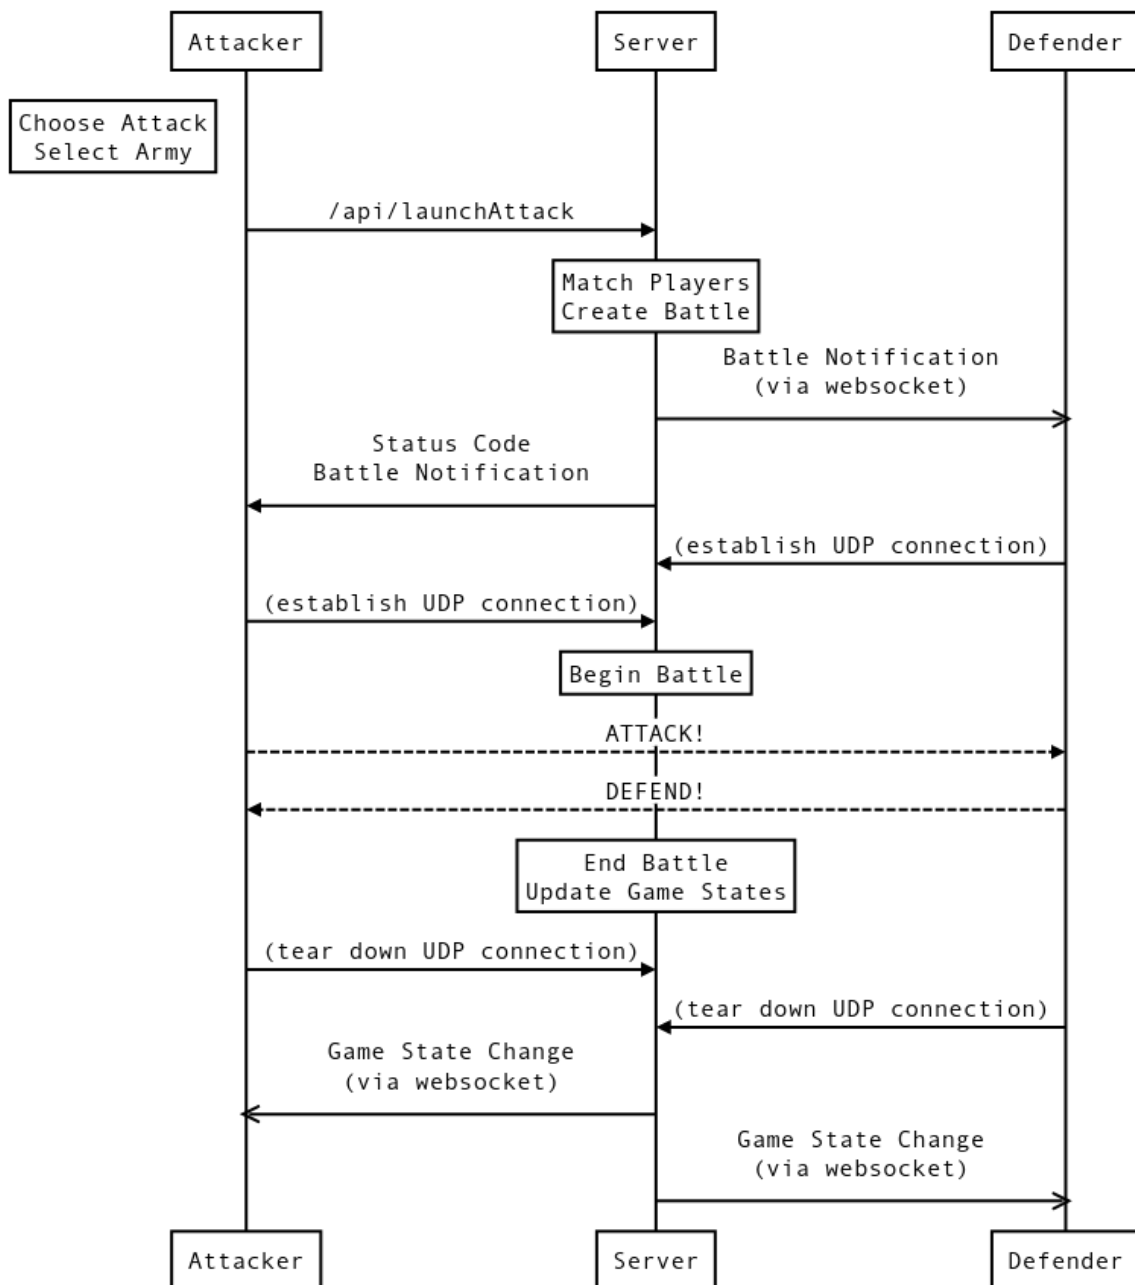 Attacker
Server
Defender
Choose Attack
Select Army
/api/launchAttack
Match Players
Create Battle
Battle Notification
(via websocket)
Status Code
Battle Notification
(establish UDP connection)
(establish UDP connection)
Begin Battle
ATTACK!
DEFEND!
End Battle
Update Game States
(tear down UDP connection)
(tear down UDP connection)
Game State Change
(via websocket)
Game State Change
(via websocket)
Attacker
Server
Defender